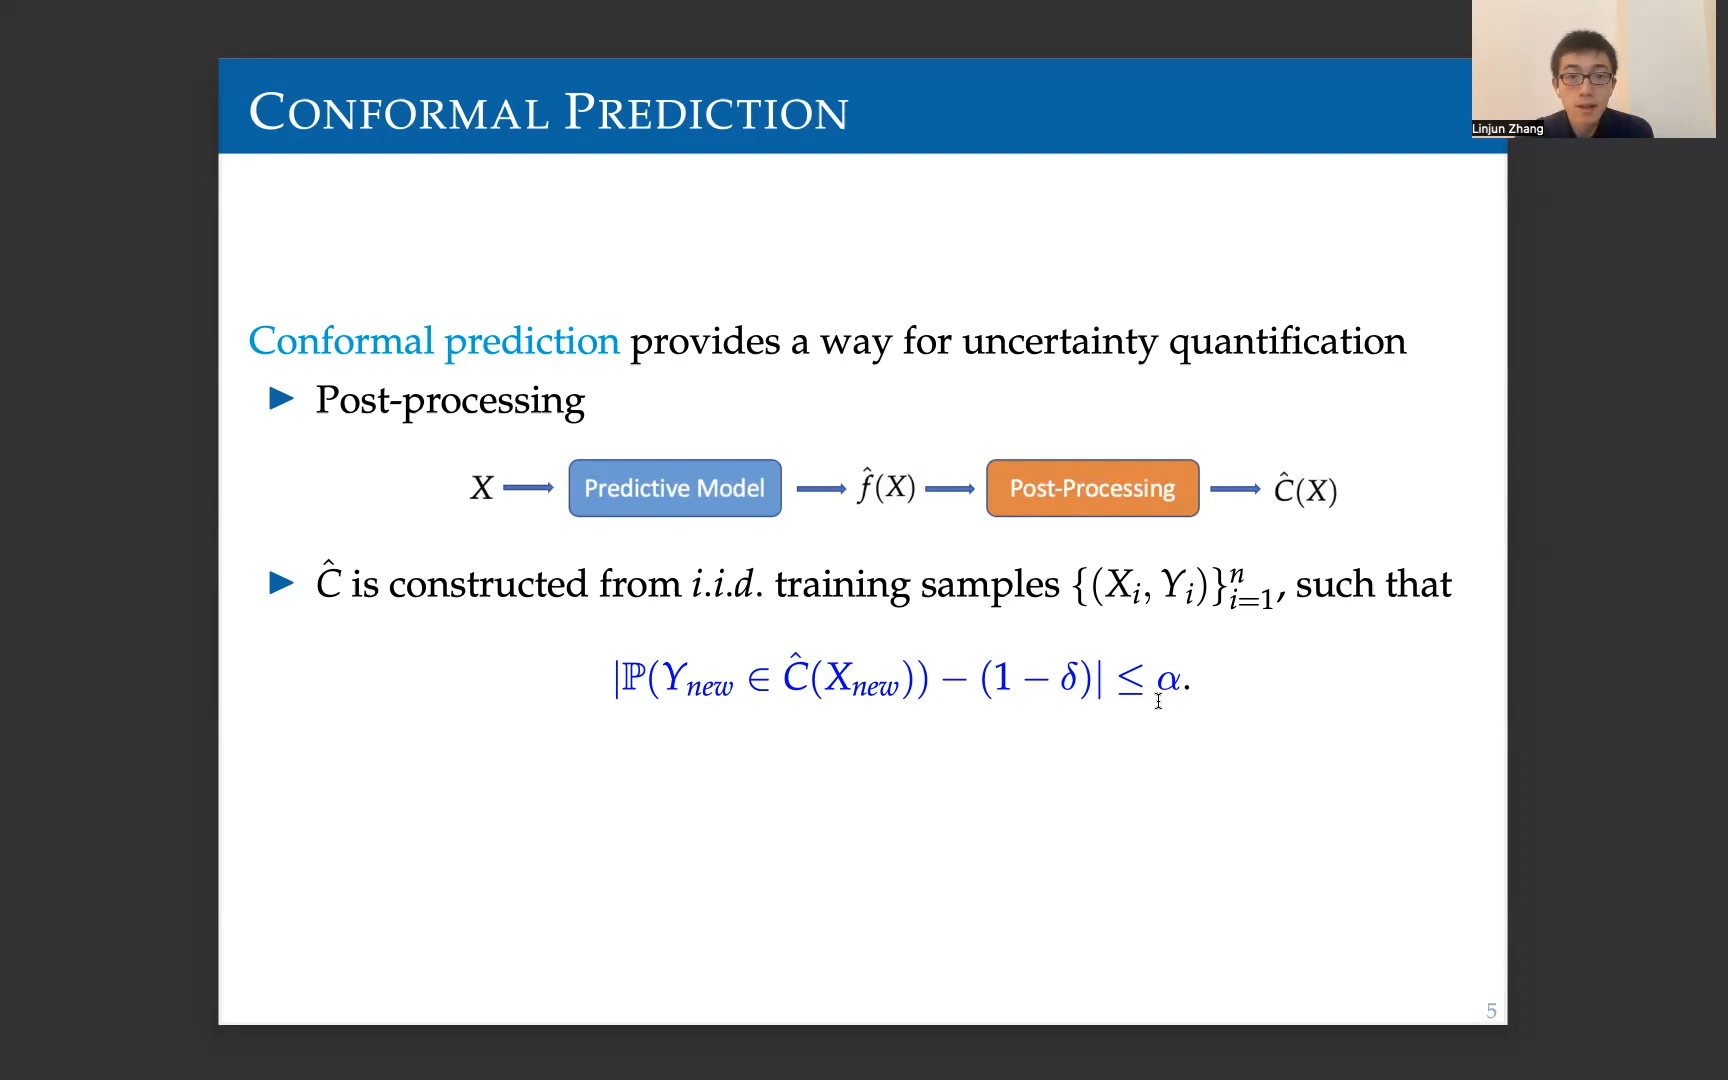 CONFORMAL PREDICTION
Linjun Zhang
Conformal prediction provides a way for uncertainty quantification
▶ Post-processing
X → Predictive Model → f̂(X) → Post-Processing → Ĉ(X)
▶ Ĉ is constructed from i.i.d. training samples {(Xᵢ, Yᵢ)}ⁿᵢ₌₁, such that
|ℙ(Y_new ∈ Ĉ(X_new)) − (1 − δ)| ≤ α.
5